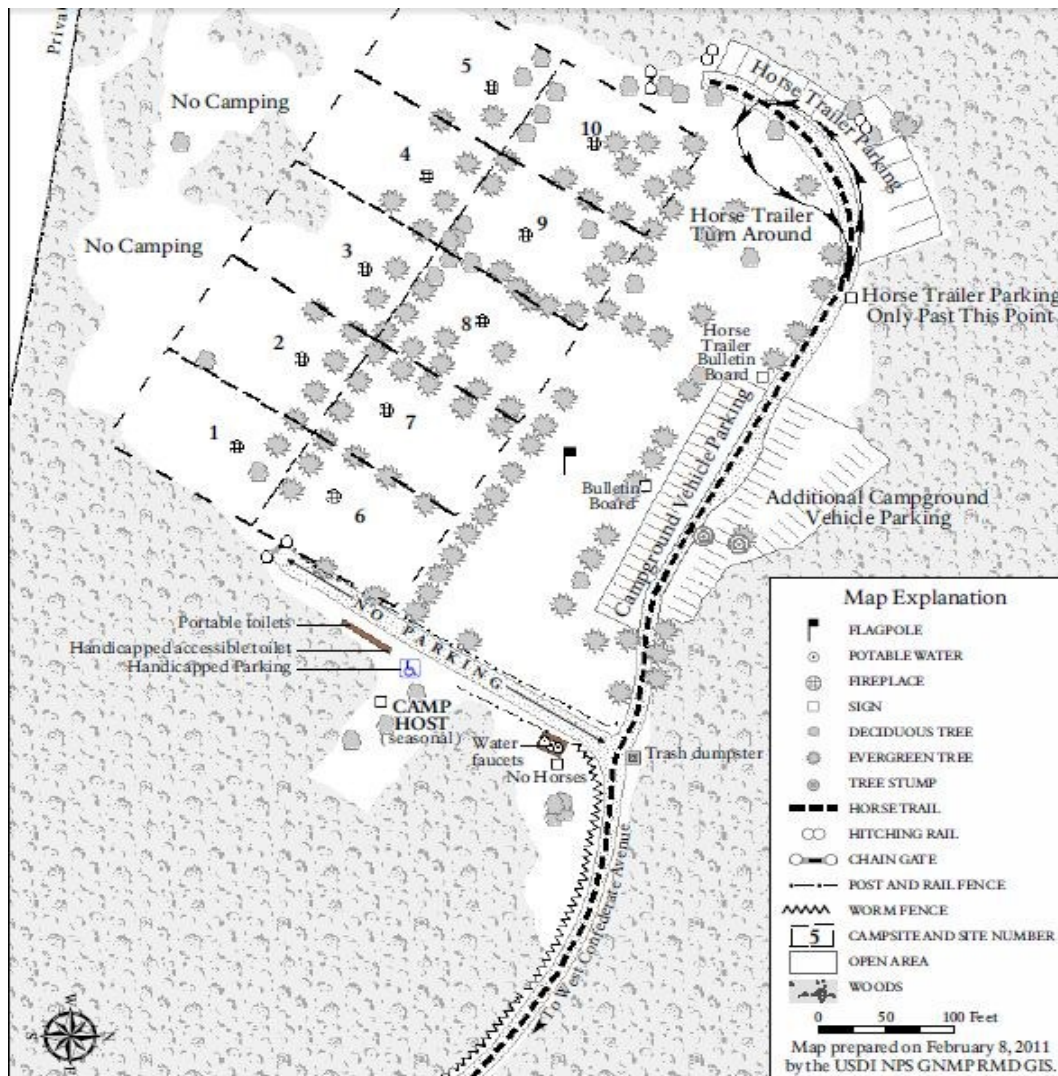 Priva
No Camping
No Camping
5
10
4
9
3
8
2
7
1
6
Horse Trailer Parking
Horse Trailer
Turn Around
Horse Trailer Parking
Only Past This Point
Horse
Trailer
Bulletin
Board
Campground Vehicle Parking
Bulletin
Board
Additional Campground
Vehicle Parking
NO PARKING
Portable toilets
Handicapped accessible toilet
Handicapped Parking
CAMP
HOST
(seasonal)
Water
faucets
No Horses
Trash dumpster
To West Confederate Avenue
W
S
N
E
Map Explanation
FLAGPOLE
POTABLE WATER
FIREPLACE
SIGN
DECIDUOUS TREE
EVERGREEN TREE
TREE STUMP
HORSE TRAIL
HITCHING RAIL
CHAIN GATE
POST AND RAIL FENCE
WORM FENCE
5 CAMPSITE AND SITE NUMBER
OPEN AREA
WOODS
0 50 100 Feet
Map prepared on February 8, 2011
by the USDI NPS GNMP RMD GIS.